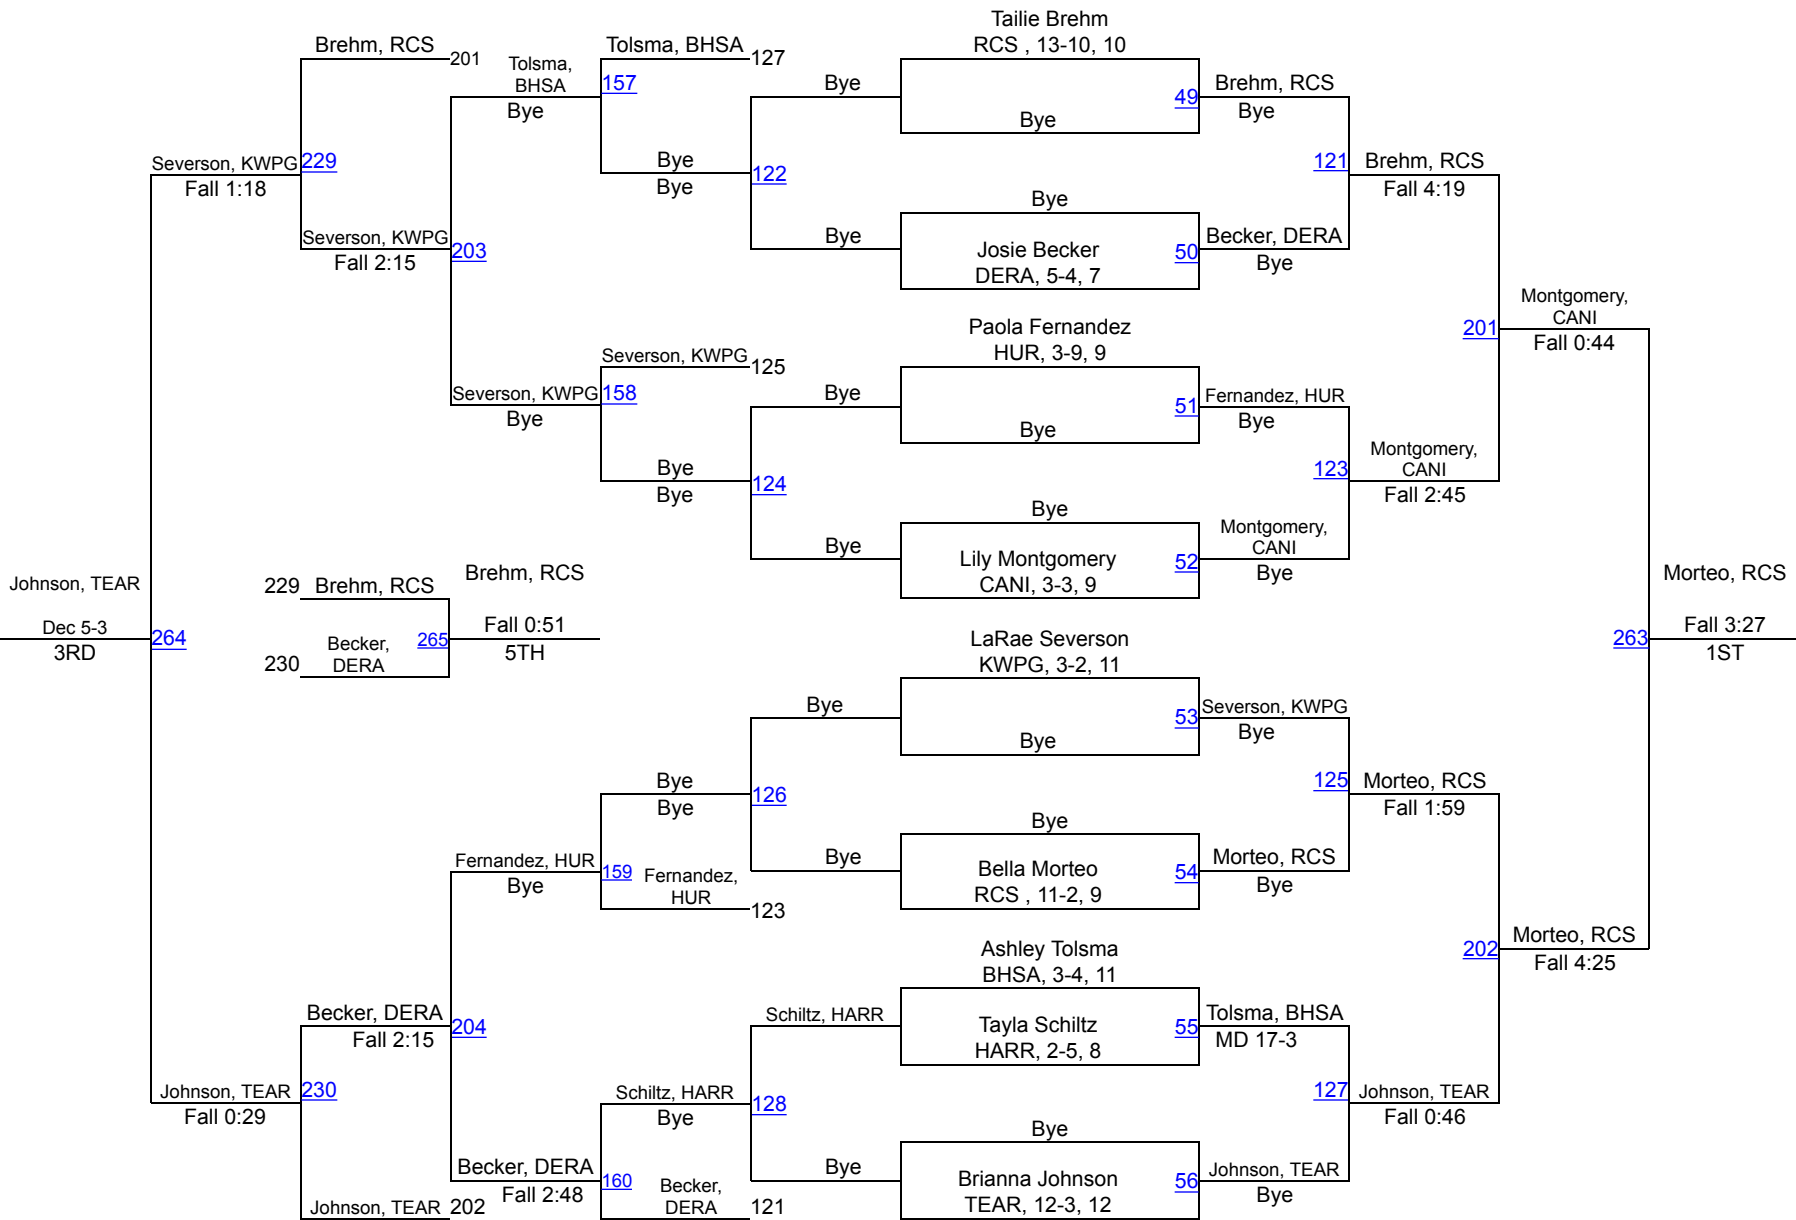 Tailie Brehm
RCS , 13-10, 10
Bye
49
Bye
Josie Becker
DERA, 5-4, 7
50
Paola Fernandez
HUR, 3-9, 9
Bye
51
Bye
Lily Montgomery
CANI, 3-3, 9
52
LaRae Severson
KWPG, 3-2, 11
Bye
53
Bye
Bella Morteo
RCS , 11-2, 9
54
Ashley Tolsma
BHSA, 3-4, 11
Tayla Schiltz
HARR, 2-5, 8
55
Bye
Brianna Johnson
TEAR, 12-3, 12
56
Brehm, RCS
Bye
121
Becker, DERA
Bye
Fernandez, HUR
Bye
123
Montgomery,
CANI
Bye
Severson, KWPG
Bye
125
Morteo, RCS
Bye
Tolsma, BHSA
MD 17-3
127
Johnson, TEAR
Bye
Brehm, RCS
Fall 4:19
201
Montgomery,
CANI
Fall 2:45
Morteo, RCS
Fall 1:59
202
Johnson, TEAR
Fall 0:46
Montgomery,
CANI
Fall 0:44
263
Morteo, RCS
Fall 4:25
Morteo, RCS
Fall 3:27
1ST
Bye
122
Bye
Bye
124
Bye
Bye
126
Bye
Schiltz, HARR
128
Bye
Tolsma, BHSA
127
157
Bye
Bye
Severson, KWPG
125
158
Bye
Bye
Bye
Bye
159
Fernandez,
HUR
123
Schiltz, HARR
Bye
160
Becker,
DERA
121
Tolsma,
BHSA
Bye
203
Severson, KWPG
Bye
Fernandez, HUR
Bye
204
Becker, DERA
Fall 2:48
Brehm, RCS
201
229
Severson, KWPG
Fall 2:15
Becker, DERA
Fall 2:15
230
Johnson, TEAR
202
Severson, KWPG
Fall 1:18
264
Johnson, TEAR
Fall 0:29
Johnson, TEAR
Dec 5-3
3RD
229
Brehm, RCS
265
230
Becker,
DERA
Brehm, RCS
Fall 0:51
5TH